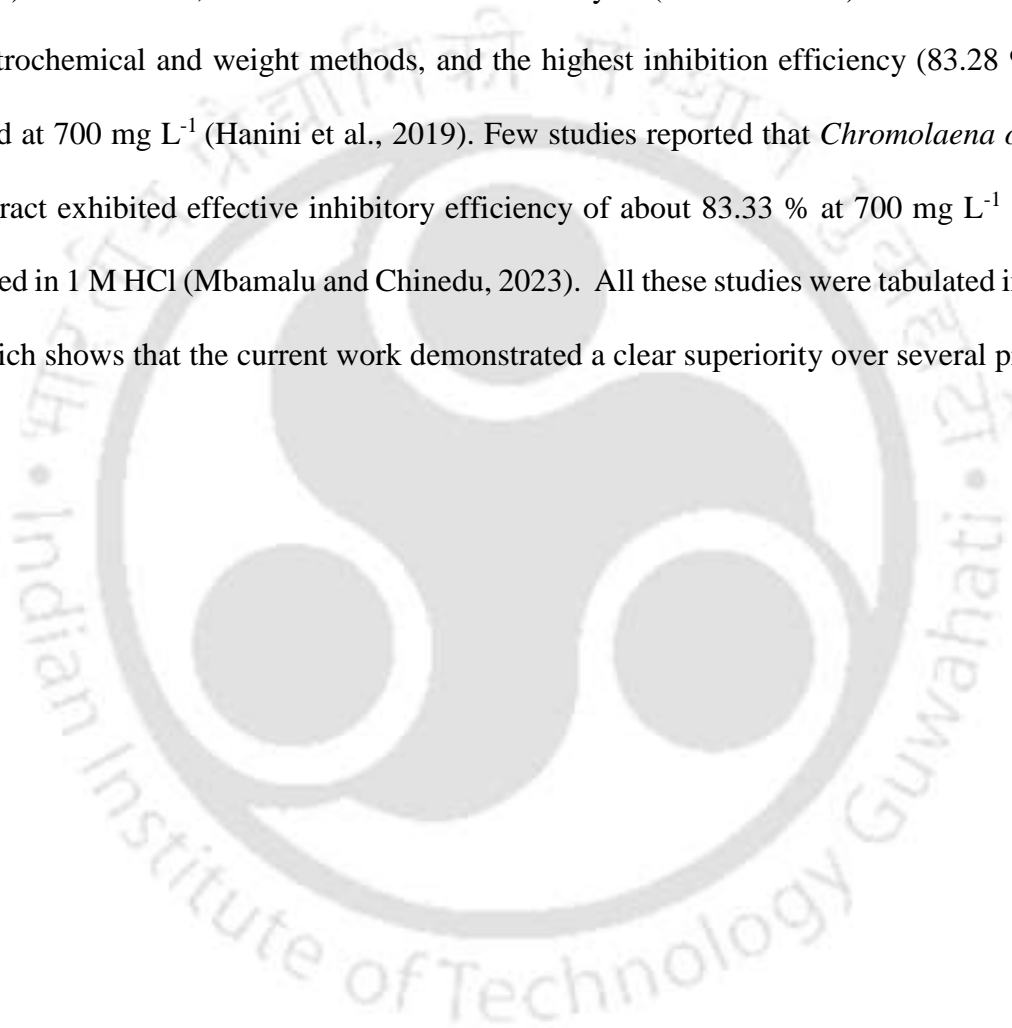 trochemical and weight methods, and the highest inhibition efficiency (83.28
d at 700 mg L-1 (Hanini et al., 2019). Few studies reported that Chromolaena
ract exhibited effective inhibitory efficiency of about 83.33 % at 700 mg L-1
ed in 1 M HCl (Mbamalu and Chinedu, 2023). All these studies were tabulated
ich shows that the current work demonstrated a clear superiority over several
Indian Institute of Technology Guwahati